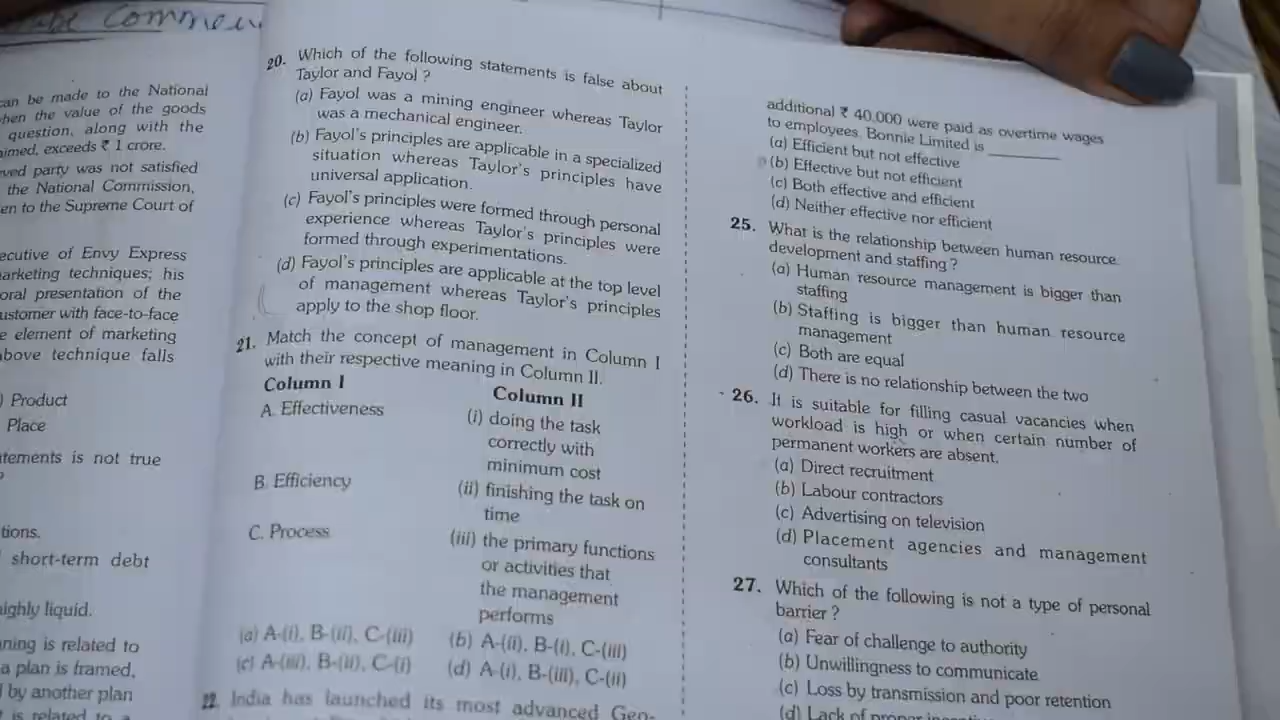 can be made to the National
when the value of the goods
question, along with the
aimed, exceeds ₹ 1 crore.
ved party was not satisfied
the National Commission,
en to the Supreme Court of
ecutive of Envy Express
arketing techniques; his
oral presentation of the
ustomer with face-to-face
e element of marketing
above technique falls
) Product
Place
atements is not true
?
tions.
short-term debt
highly liquid.
ning is related to
a plan is framed,
by another plan
t is related to a
20. Which of the following statements is false about
Taylor and Fayol ?
(a) Fayol was a mining engineer whereas Taylor
was a mechanical engineer.
(b) Fayol's principles are applicable in a specialized
situation whereas Taylor's principles have
universal application.
(c) Fayol's principles were formed through personal
experience whereas Taylor's principles were
formed through experimentations.
(d) Fayol's principles are applicable at the top level
of management whereas Taylor's principles
apply to the shop floor.
21. Match the concept of management in Column I
with their respective meaning in Column II.
Column I
Column II
A. Effectiveness
(i) doing the task
correctly with
minimum cost
B. Efficiency
(ii) finishing the task on
time
C. Process
(iii) the primary functions
or activities that
the management
performs
(a) A-(i), B-(ii), C-(iii)
(b) A-(ii), B-(i), C-(iii)
(c) A-(iii), B-(ii), C-(i)
(d) A-(i), B-(iii), C-(ii)
22. India has launched its most advanced Geo-
additional ₹ 40,000 were paid as overtime wages
to employees. Bonnie Limited is ________
(a) Efficient but not effective
(b) Effective but not efficient
(c) Both effective and efficient
(d) Neither effective nor efficient
25. What is the relationship between human resource
development and staffing ?
(a) Human resource management is bigger than
staffing
(b) Staffing is bigger than human resource
management
(c) Both are equal
(d) There is no relationship between the two
26. It is suitable for filling casual vacancies when
workload is high or when certain number of
permanent workers are absent.
(a) Direct recruitment
(b) Labour contractors
(c) Advertising on television
(d) Placement agencies and management
consultants
27. Which of the following is not a type of personal
barrier ?
(a) Fear of challenge to authority
(b) Unwillingness to communicate
(c) Loss by transmission and poor retention
(d) Lack of proper